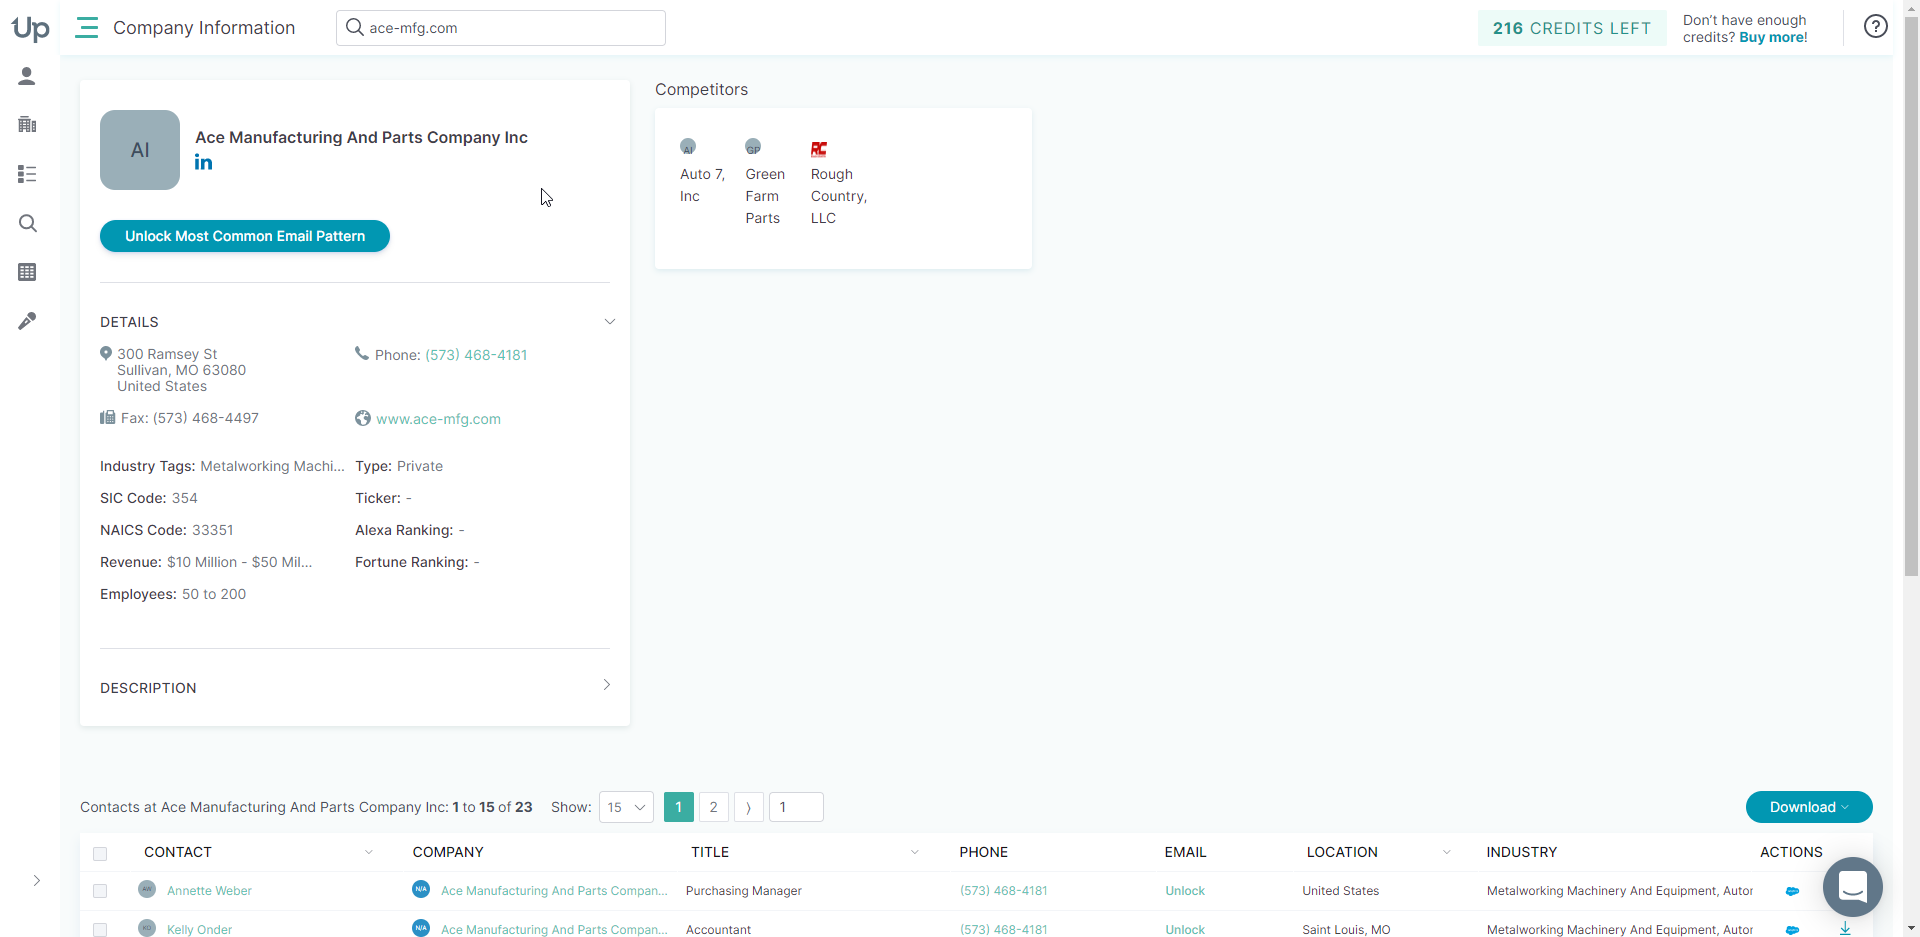 Up
Company Information
ace-mfg.com
216 CREDITS LEFT
Don't have enough
credits? Buy more!
AI
Ace Manufacturing And Parts Company Inc
in
Unlock Most Common Email Pattern
DETAILS
300 Ramsey St
Sullivan, MO 63080
United States
Phone: (573) 468-4181
Fax: (573) 468-4497
www.ace-mfg.com
Industry Tags: Metalworking Machi...
Type: Private
SIC Code: 354
Ticker: -
NAICS Code: 33351
Alexa Ranking: -
Revenue: $10 Million - $50 Mil...
Fortune Ranking: -
Employees: 50 to 200
DESCRIPTION
Competitors
AI
Auto 7,
Inc
GP
Green
Farm
Parts
RC
Rough
Country,
LLC
Contacts at Ace Manufacturing And Parts Company Inc: 1 to 15 of 23
Show: 15
1 2 1
Download
CONTACT COMPANY TITLE PHONE EMAIL LOCATION INDUSTRY ACTIONS
AW Annette Weber N/A Ace Manufacturing And Parts Compan... Purchasing Manager (573) 468-4181 Unlock United States Metalworking Machinery And Equipment, Autor
KO Kelly Onder N/A Ace Manufacturing And Parts Compan... Accountant (573) 468-4181 Unlock Saint Louis, MO Metalworking Machinery And Equipment, Autor